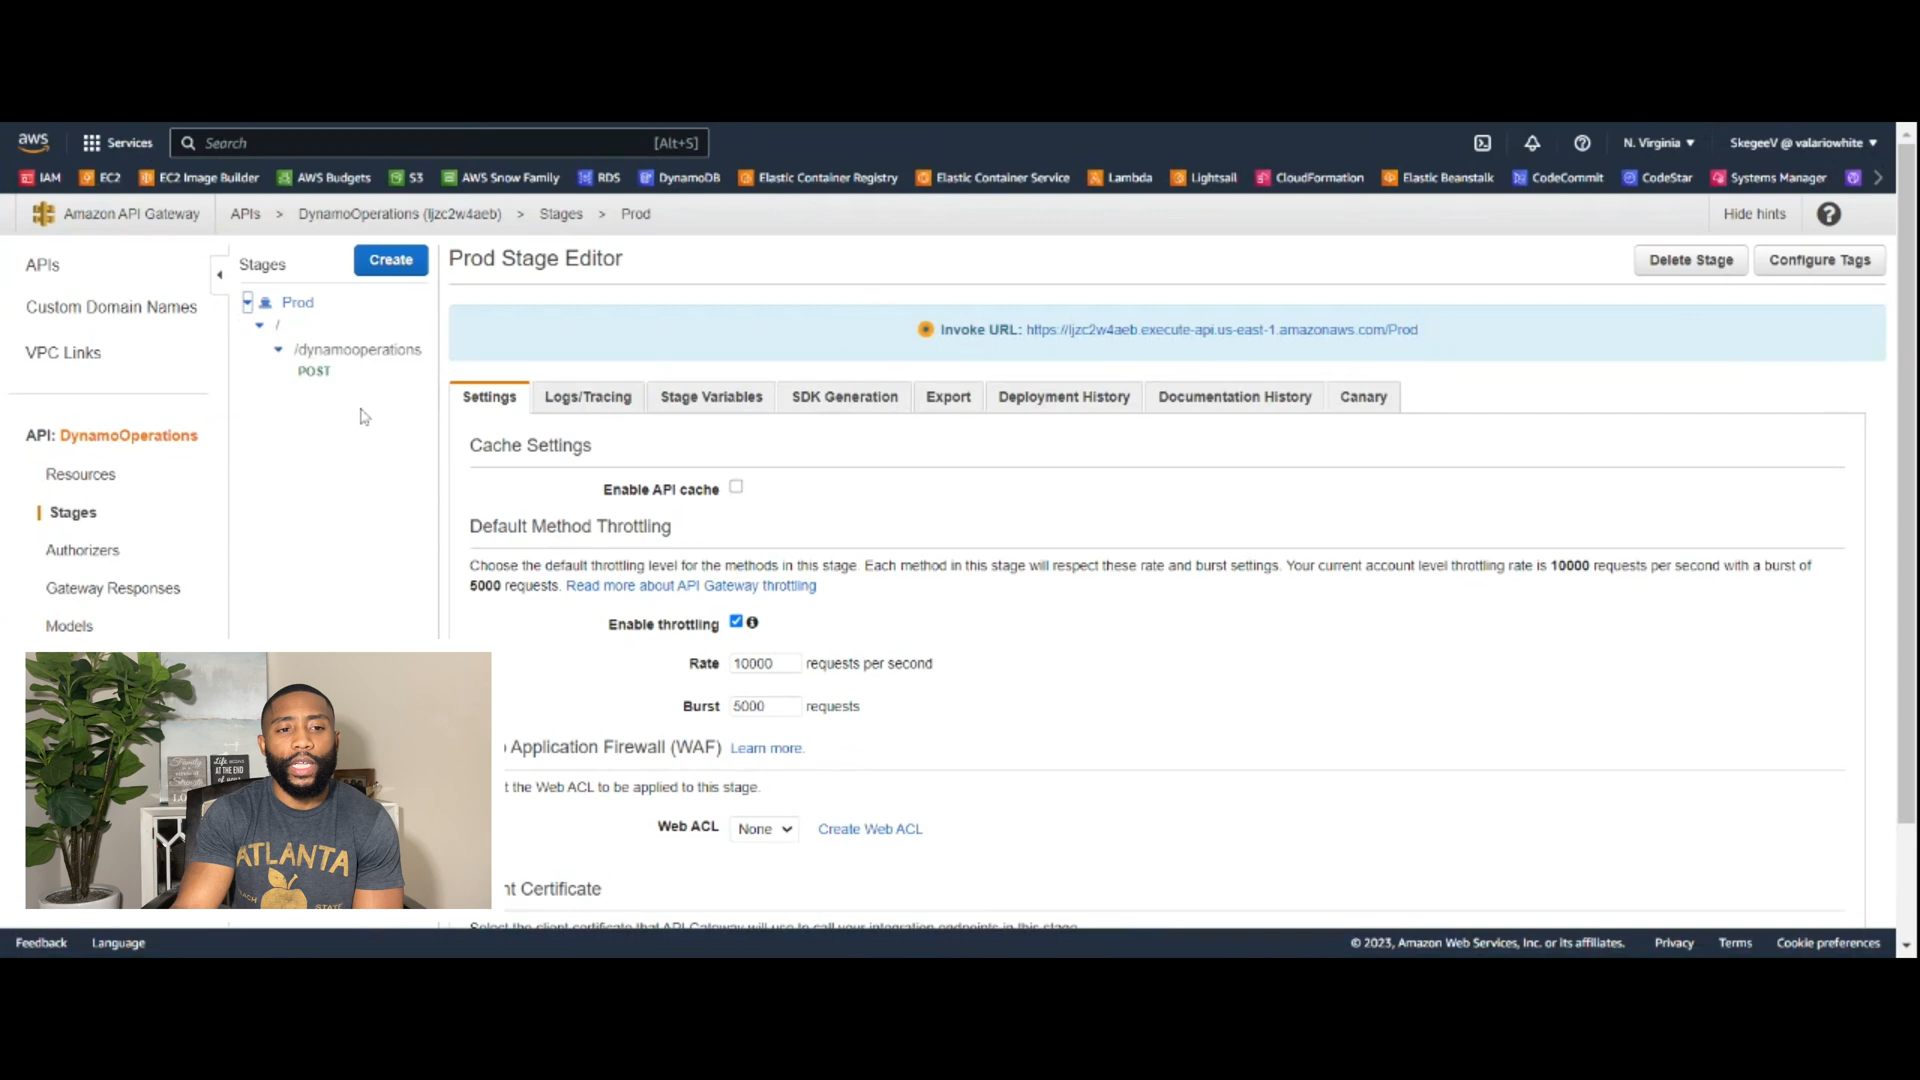 aws
Services
Search
[Alt+S]
N. Virginia
SkegeeV @ valariowhite
IAM
EC2
EC2 Image Builder
AWS Budgets
S3
AWS Snow Family
RDS
DynamoDB
Elastic Container Registry
Elastic Container Service
Lambda
Lightsail
CloudFormation
Elastic Beanstalk
CodeCommit
CodeStar
Systems Manager
Amazon API Gateway
APIs > DynamoOperations (ljzc2w4aeb) > Stages > Prod
Hide hints
APIs
Custom Domain Names
VPC Links
API: DynamoOperations
Resources
Stages
Authorizers
Gateway Responses
Models
Stages
Create
Prod
/
/dynamooperations
POST
Prod Stage Editor
Delete Stage
Configure Tags
Invoke URL: https://ljzc2w4aeb.execute-api.us-east-1.amazonaws.com/Prod
Settings
Logs/Tracing
Stage Variables
SDK Generation
Export
Deployment History
Documentation History
Canary
Cache Settings
Enable API cache
Default Method Throttling
Choose the default throttling level for the methods in this stage. Each method in this stage will respect these rate and burst settings. Your current account level throttling rate is 10000 requests per second with a burst of
5000 requests. Read more about API Gateway throttling
Enable throttling
Rate 10000 requests per second
Burst 5000 requests
Application Firewall (WAF) Learn more.
t the Web ACL to be applied to this stage.
Web ACL None Create Web ACL
nt Certificate
Select the client certificate that API Gateway will use to call your integration endpoints in this stage
Family
Life BEGINS
AT THE END
of your
ATLANTA
STATE
Feedback
Language
© 2023, Amazon Web Services, Inc. or its affiliates.
Privacy
Terms
Cookie preferences